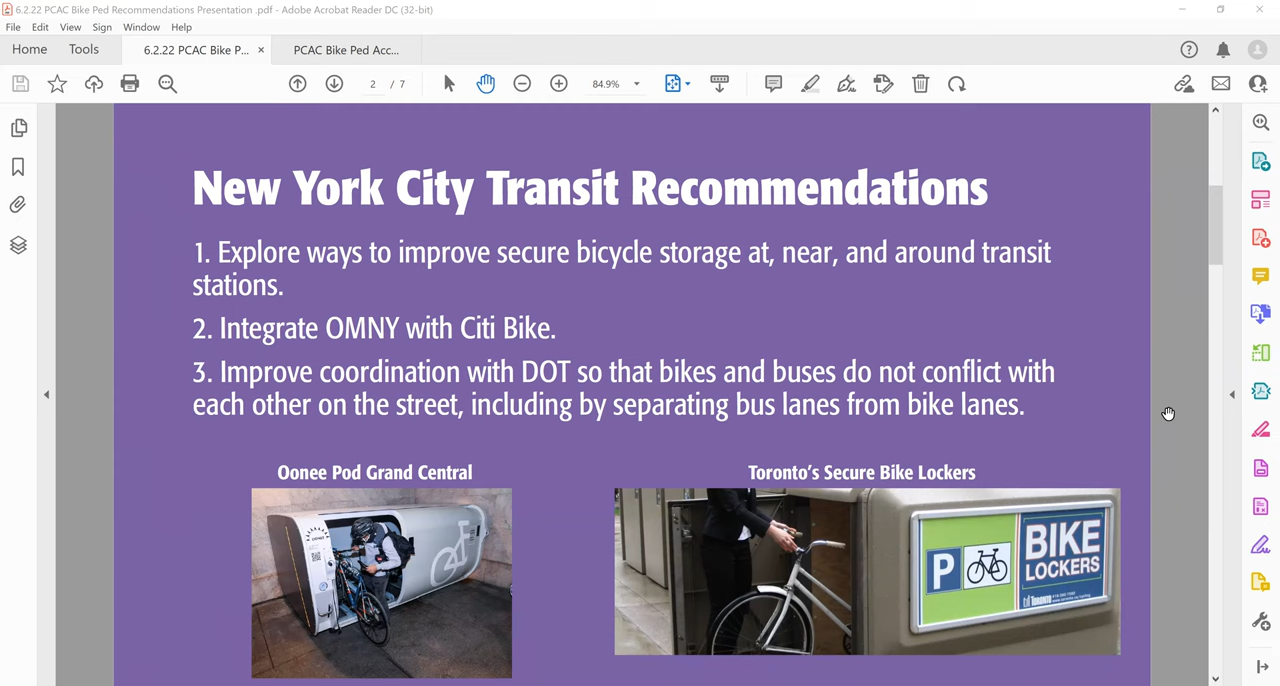 6.2.22 PCAC Bike Ped Recommendations Presentation .pdf - Adobe Acrobat Reader DC (32-bit)
File Edit View Sign Window Help
Home Tools 6.2.22 PCAC Bike P... × PCAC Bike Ped Acc...
2 / 7 84.9%
New York City Transit Recommendations
1. Explore ways to improve secure bicycle storage at, near, and around transit
stations.
2. Integrate OMNY with Citi Bike.
3. Improve coordination with DOT so that bikes and buses do not conflict with
each other on the street, including by separating bus lanes from bike lanes.
Oonee Pod Grand Central
Toronto's Secure Bike Lockers
P
BIKE
LOCKERS